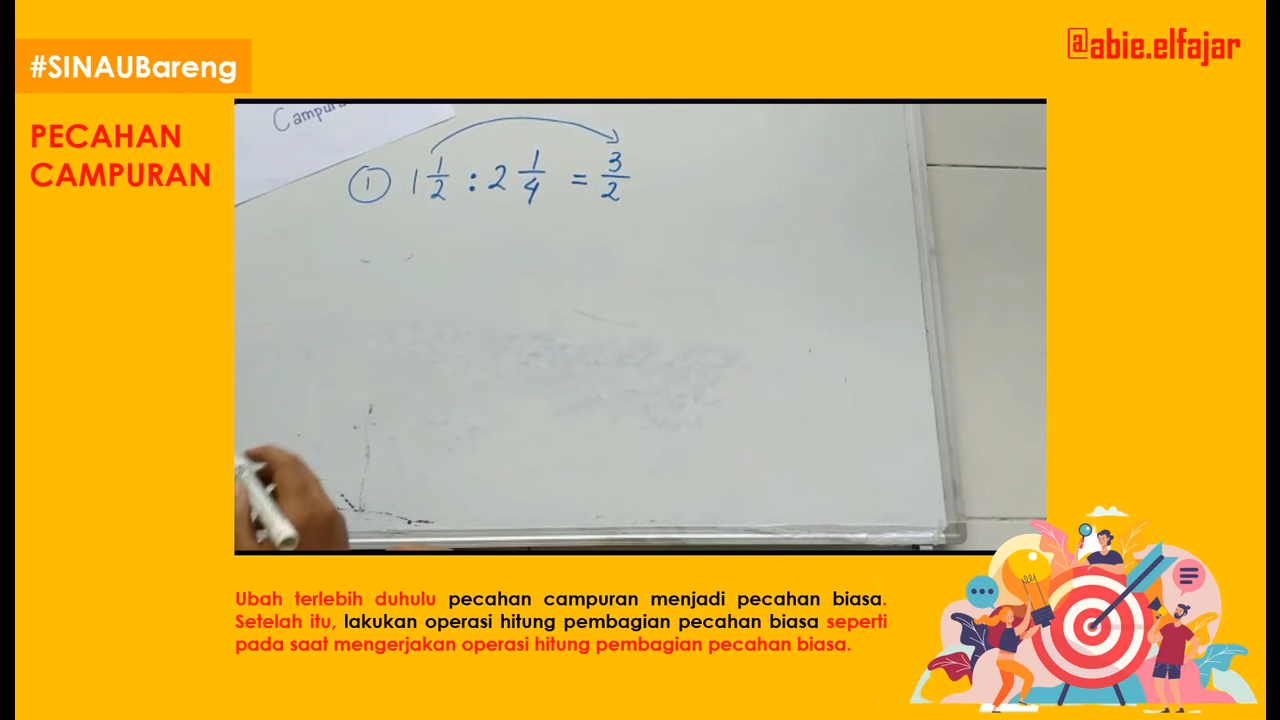 #SINAUBareng
@abie.elfajar
PECAHAN
CAMPURAN
① 1 1/2 : 2 1/4 = 3/2
Ubah terlebih duhulu pecahan campuran menjadi pecahan biasa.
Setelah itu, lakukan operasi hitung pembagian pecahan biasa seperti
pada saat mengerjakan operasi hitung pembagian pecahan biasa.